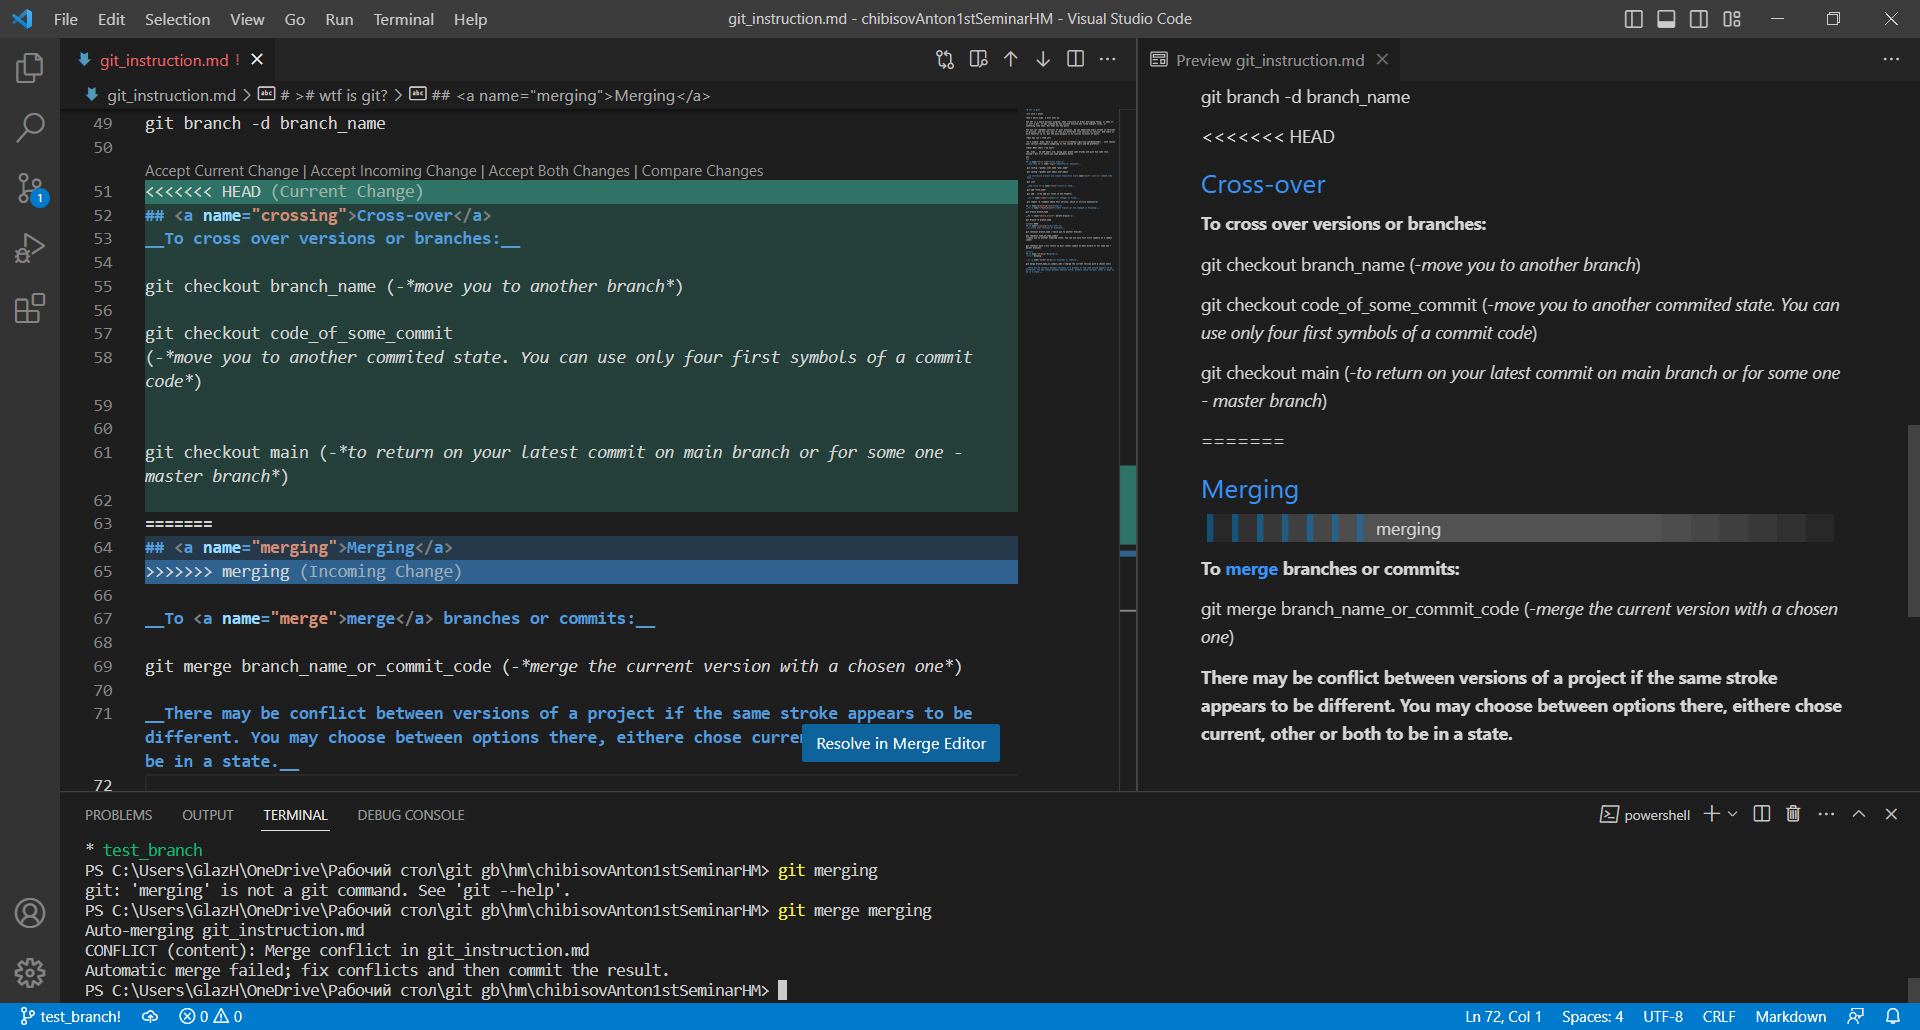 File Edit Selection View Go Run Terminal Help
git_instruction.md - chibisovAnton1stSeminarHM - Visual Studio Code
git_instruction.md !
Preview git_instruction.md
git_instruction.md > # ># wtf is git? > ## <a name="merging">Merging</a>
49 git branch -d branch_name
50
Accept Current Change | Accept Incoming Change | Accept Both Changes | Compare Changes
51 <<<<<<< HEAD (Current Change)
52 ## <a name="crossing">Cross-over</a>
53 __To cross over versions or branches:__
54
55 git checkout branch_name (-*move you to another branch*)
56
57 git checkout code_of_some_commit
58 (-*move you to another commited state. You can use only four first symbols of a commit
code*)
59
60
61 git checkout main (-*to return on your latest commit on main branch or for some one -
master branch*)
62
63 =======
64 ## <a name="merging">Merging</a>
65 >>>>>>> merging (Incoming Change)
66
67 __To <a name="merge">merge</a> branches or commits:__
68
69 git merge branch_name_or_commit_code (-*merge the current version with a chosen one*)
70
71 __There may be conflict between versions of a project if the same stroke appears to be
different. You may choose between options there, eithere chose curre
be in a state.__
72
Resolve in Merge Editor
git branch -d branch_name
<<<<<<< HEAD
Cross-over
To cross over versions or branches:
git checkout branch_name (-move you to another branch)
git checkout code_of_some_commit (-move you to another commited state. You can
use only four first symbols of a commit code)
git checkout main (-to return on your latest commit on main branch or for some one
- master branch)
=======
Merging
merging
To merge branches or commits:
git merge branch_name_or_commit_code (-merge the current version with a chosen
one)
There may be conflict between versions of a project if the same stroke
appears to be different. You may choose between options there, eithere chose
current, other or both to be in a state.
PROBLEMS OUTPUT TERMINAL DEBUG CONSOLE
powershell
* test_branch
PS C:\Users\GlazH\OneDrive\Рабочий стол\git gb\hm\chibisovAnton1stSeminarHM> git merging
git: 'merging' is not a git command. See 'git --help'.
PS C:\Users\GlazH\OneDrive\Рабочий стол\git gb\hm\chibisovAnton1stSeminarHM> git merge merging
Auto-merging git_instruction.md
CONFLICT (content): Merge conflict in git_instruction.md
Automatic merge failed; fix conflicts and then commit the result.
PS C:\Users\GlazH\OneDrive\Рабочий стол\git gb\hm\chibisovAnton1stSeminarHM>
1
test_branch! 0 0
Ln 72, Col 1 Spaces: 4 UTF-8 CRLF Markdown